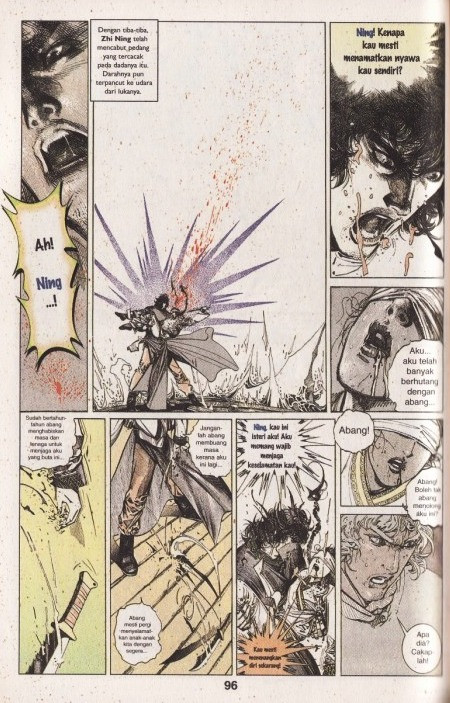 Dengan tiba-tiba,
Zhi Ning telah
mencabut pedang
yang tercacak
pada dadanya itu.
Darahnya pun
terpancut ke udara
dari lukanya.
Ah!
Ning
...!
Ning! Kenapa
kau mesti
menamatkan nyawa
kau sendiri?
Aku...
aku telah
banyak
berhutang
dengan
abang...
Sudah bertahun-
tahun abang
menghabiskan
masa dan
tenaga untuk
menjaga aku
yang buta ini...
Jangan-
lah abang
membuang
masa
kerana aku
ini lagi...
Abang
mesti pergi
menyelamat-
kan anak-anak
kita dengan
segera...
Ning, kau ini
isteri aku! Aku
memang wajib
menjaga
keselamatan kau!
Kau mesti
menenangkan
diri sekarang!
Abang!
Abang!
Boleh tak
abang
aku ini?
Apa
dia?
Cakap-
lah!
96